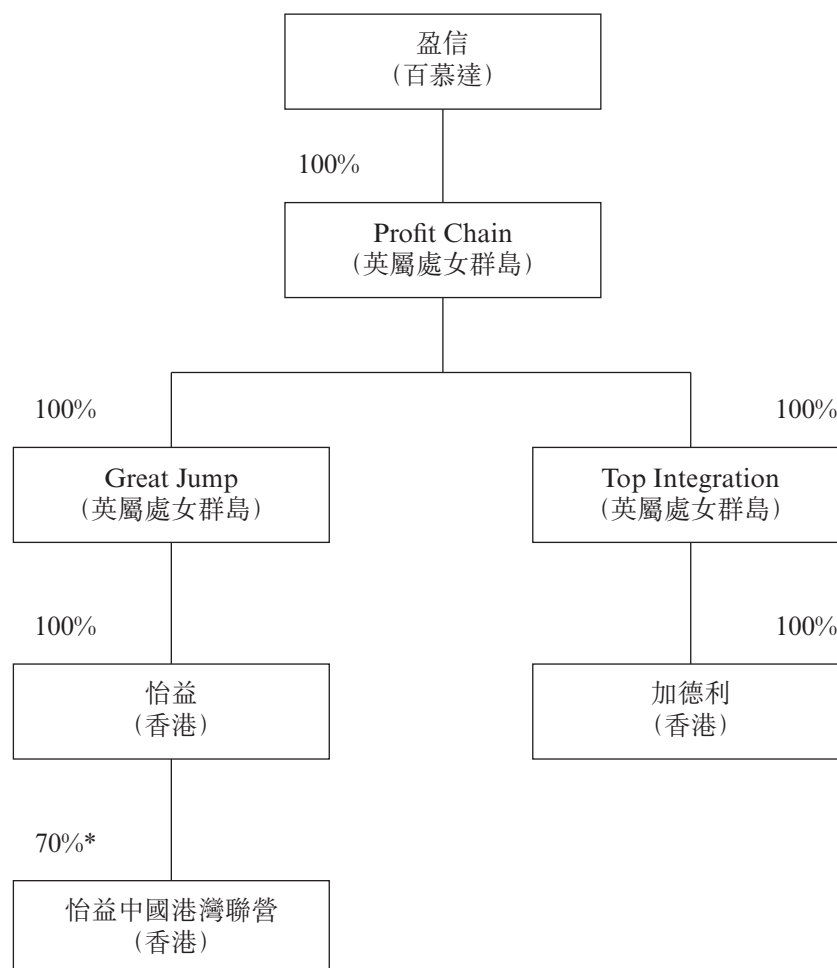 盈信
(百慕達)
100%
Profit Chain
(英屬處女群島)
100%
100%
Great Jump
(英屬處女群島)
Top Integration
(英屬處女群島)
100%
100%
怡益
(香港)
加德利
(香港)
70%*
怡益中國港灣聯營
(香港)